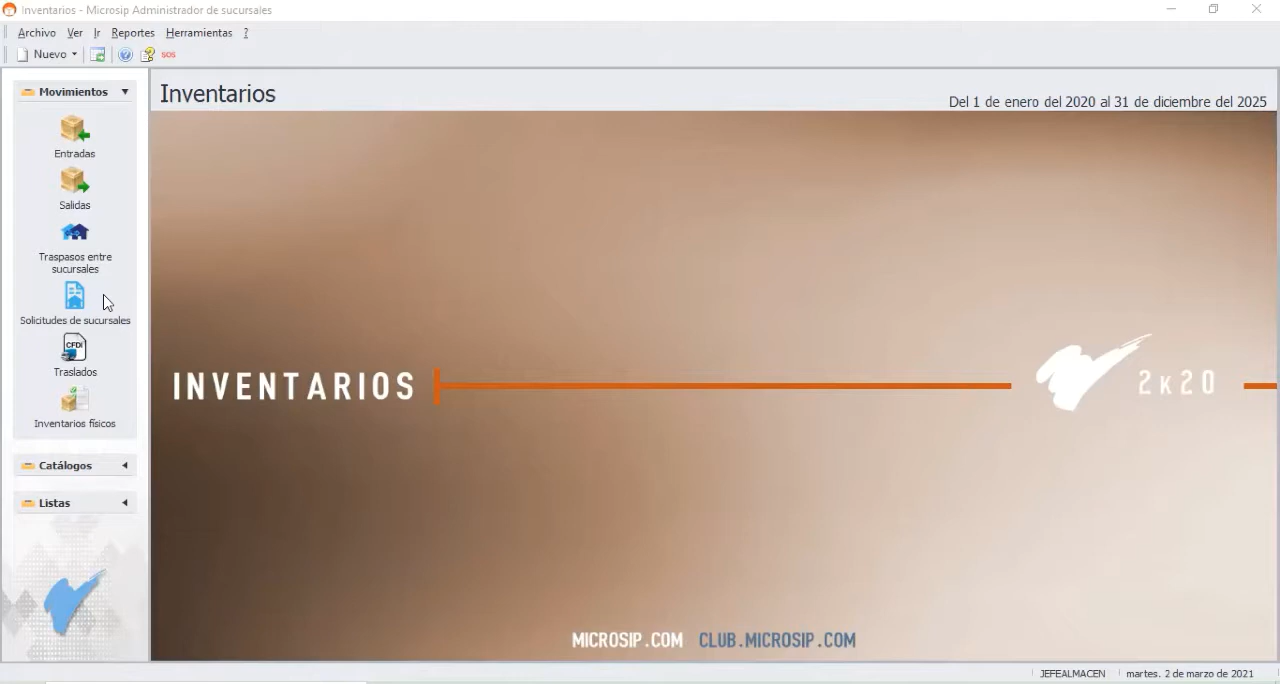 Inventarios - Microsip Administrador de sucursales
Archivo Ver Ir Reportes Herramientas ?
Nuevo SOS
Movimientos
Entradas
Salidas
Traspasos entre
sucursales
Solicitudes de sucursales
CFDI
Traslados
Inventarios físicos
Catálogos
Listas
Inventarios
Del 1 de enero del 2020 al 31 de diciembre del 2025
INVENTARIOS
2K20
MICROSIP.COM CLUB.MICROSIP.COM
JEFEALMACEN martes. 2 de marzo de 2021